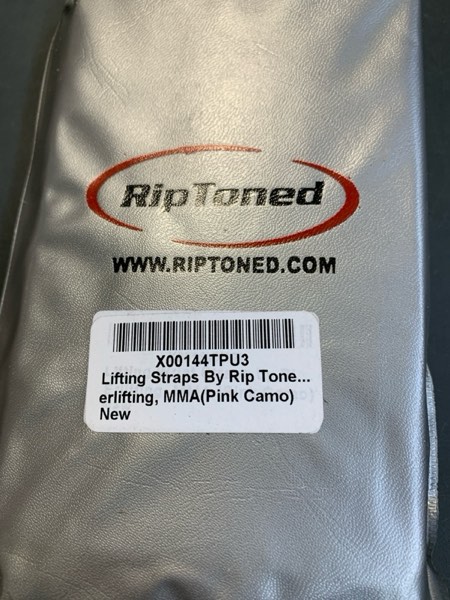 RipToned
WWW.RIPTONED.COM
X00144TPU3
Lifting Straps By Rip Tone...
erlifting, MMA(Pink Camo)
New